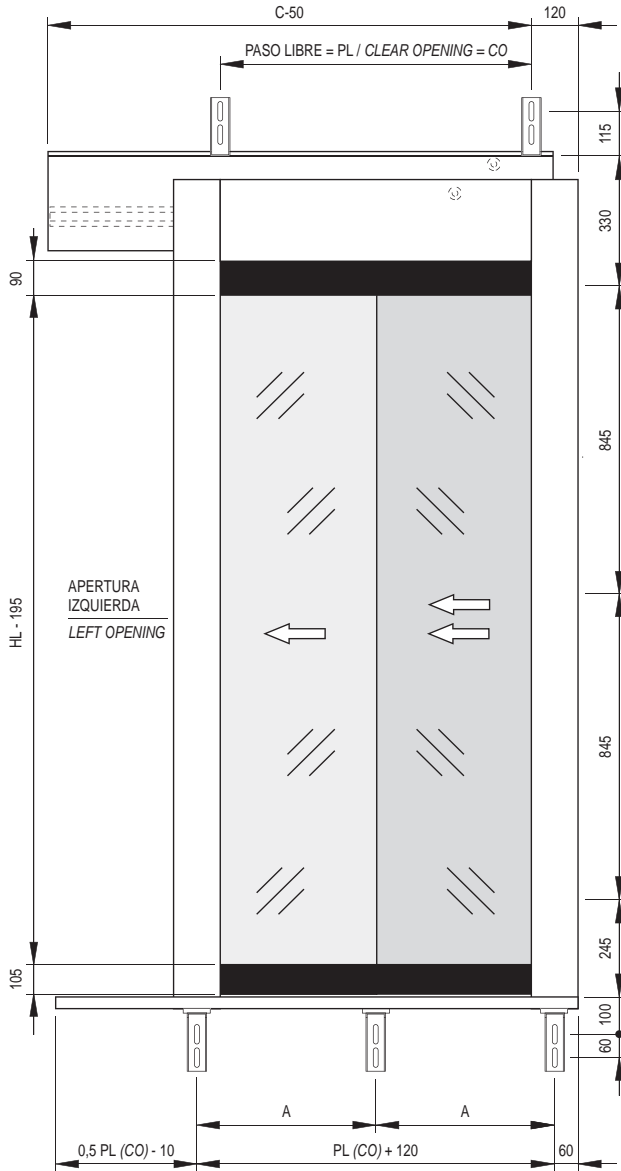 C-50
120
PASO LIBRE = PL / CLEAR OPENING = CO
115
330
90
845
HL - 195
APERTURA
IZQUIERDA
LEFT OPENING
845
245
105
100
60
A
A
0,5 PL (CO) - 10
PL (CO) + 120
60